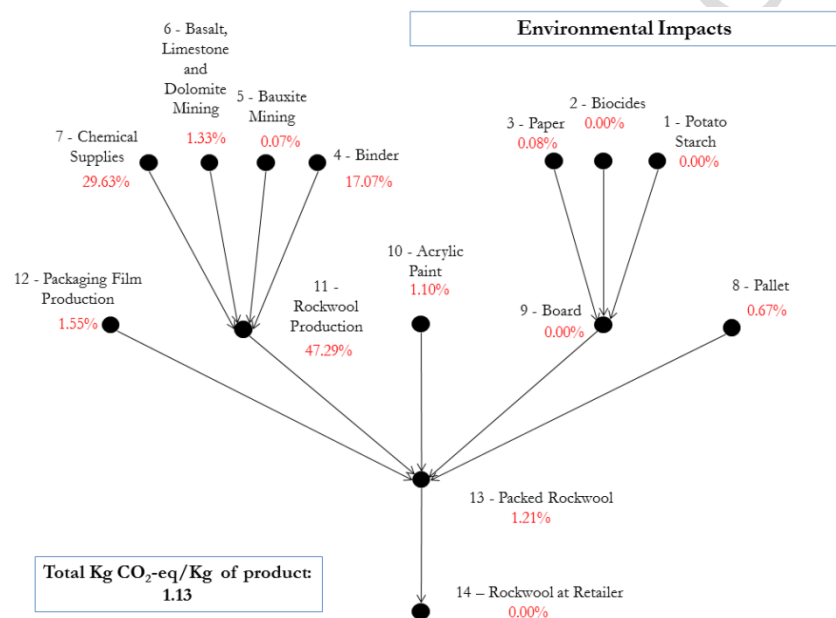 Environmental Impacts
6 - Basalt,
Limestone
and
Dolomite
Mining
1.33%
5 - Bauxite
Mining
0.07%
7 - Chemical
Supplies
29.63%
4 - Binder
17.07%
3 - Paper
0.08%
2 - Biocides
0.00%
1 - Potato
Starch
0.00%
12 - Packaging Film
Production
1.55%
11 -
Rockwool
Production
47.29%
10 - Acrylic
Paint
1.10%
9 - Board
0.00%
8 - Pallet
0.67%
13 - Packed Rockwool
1.21%
Total Kg CO₂-eq/Kg of product:
1.13
14 – Rockwool at Retailer
0.00%